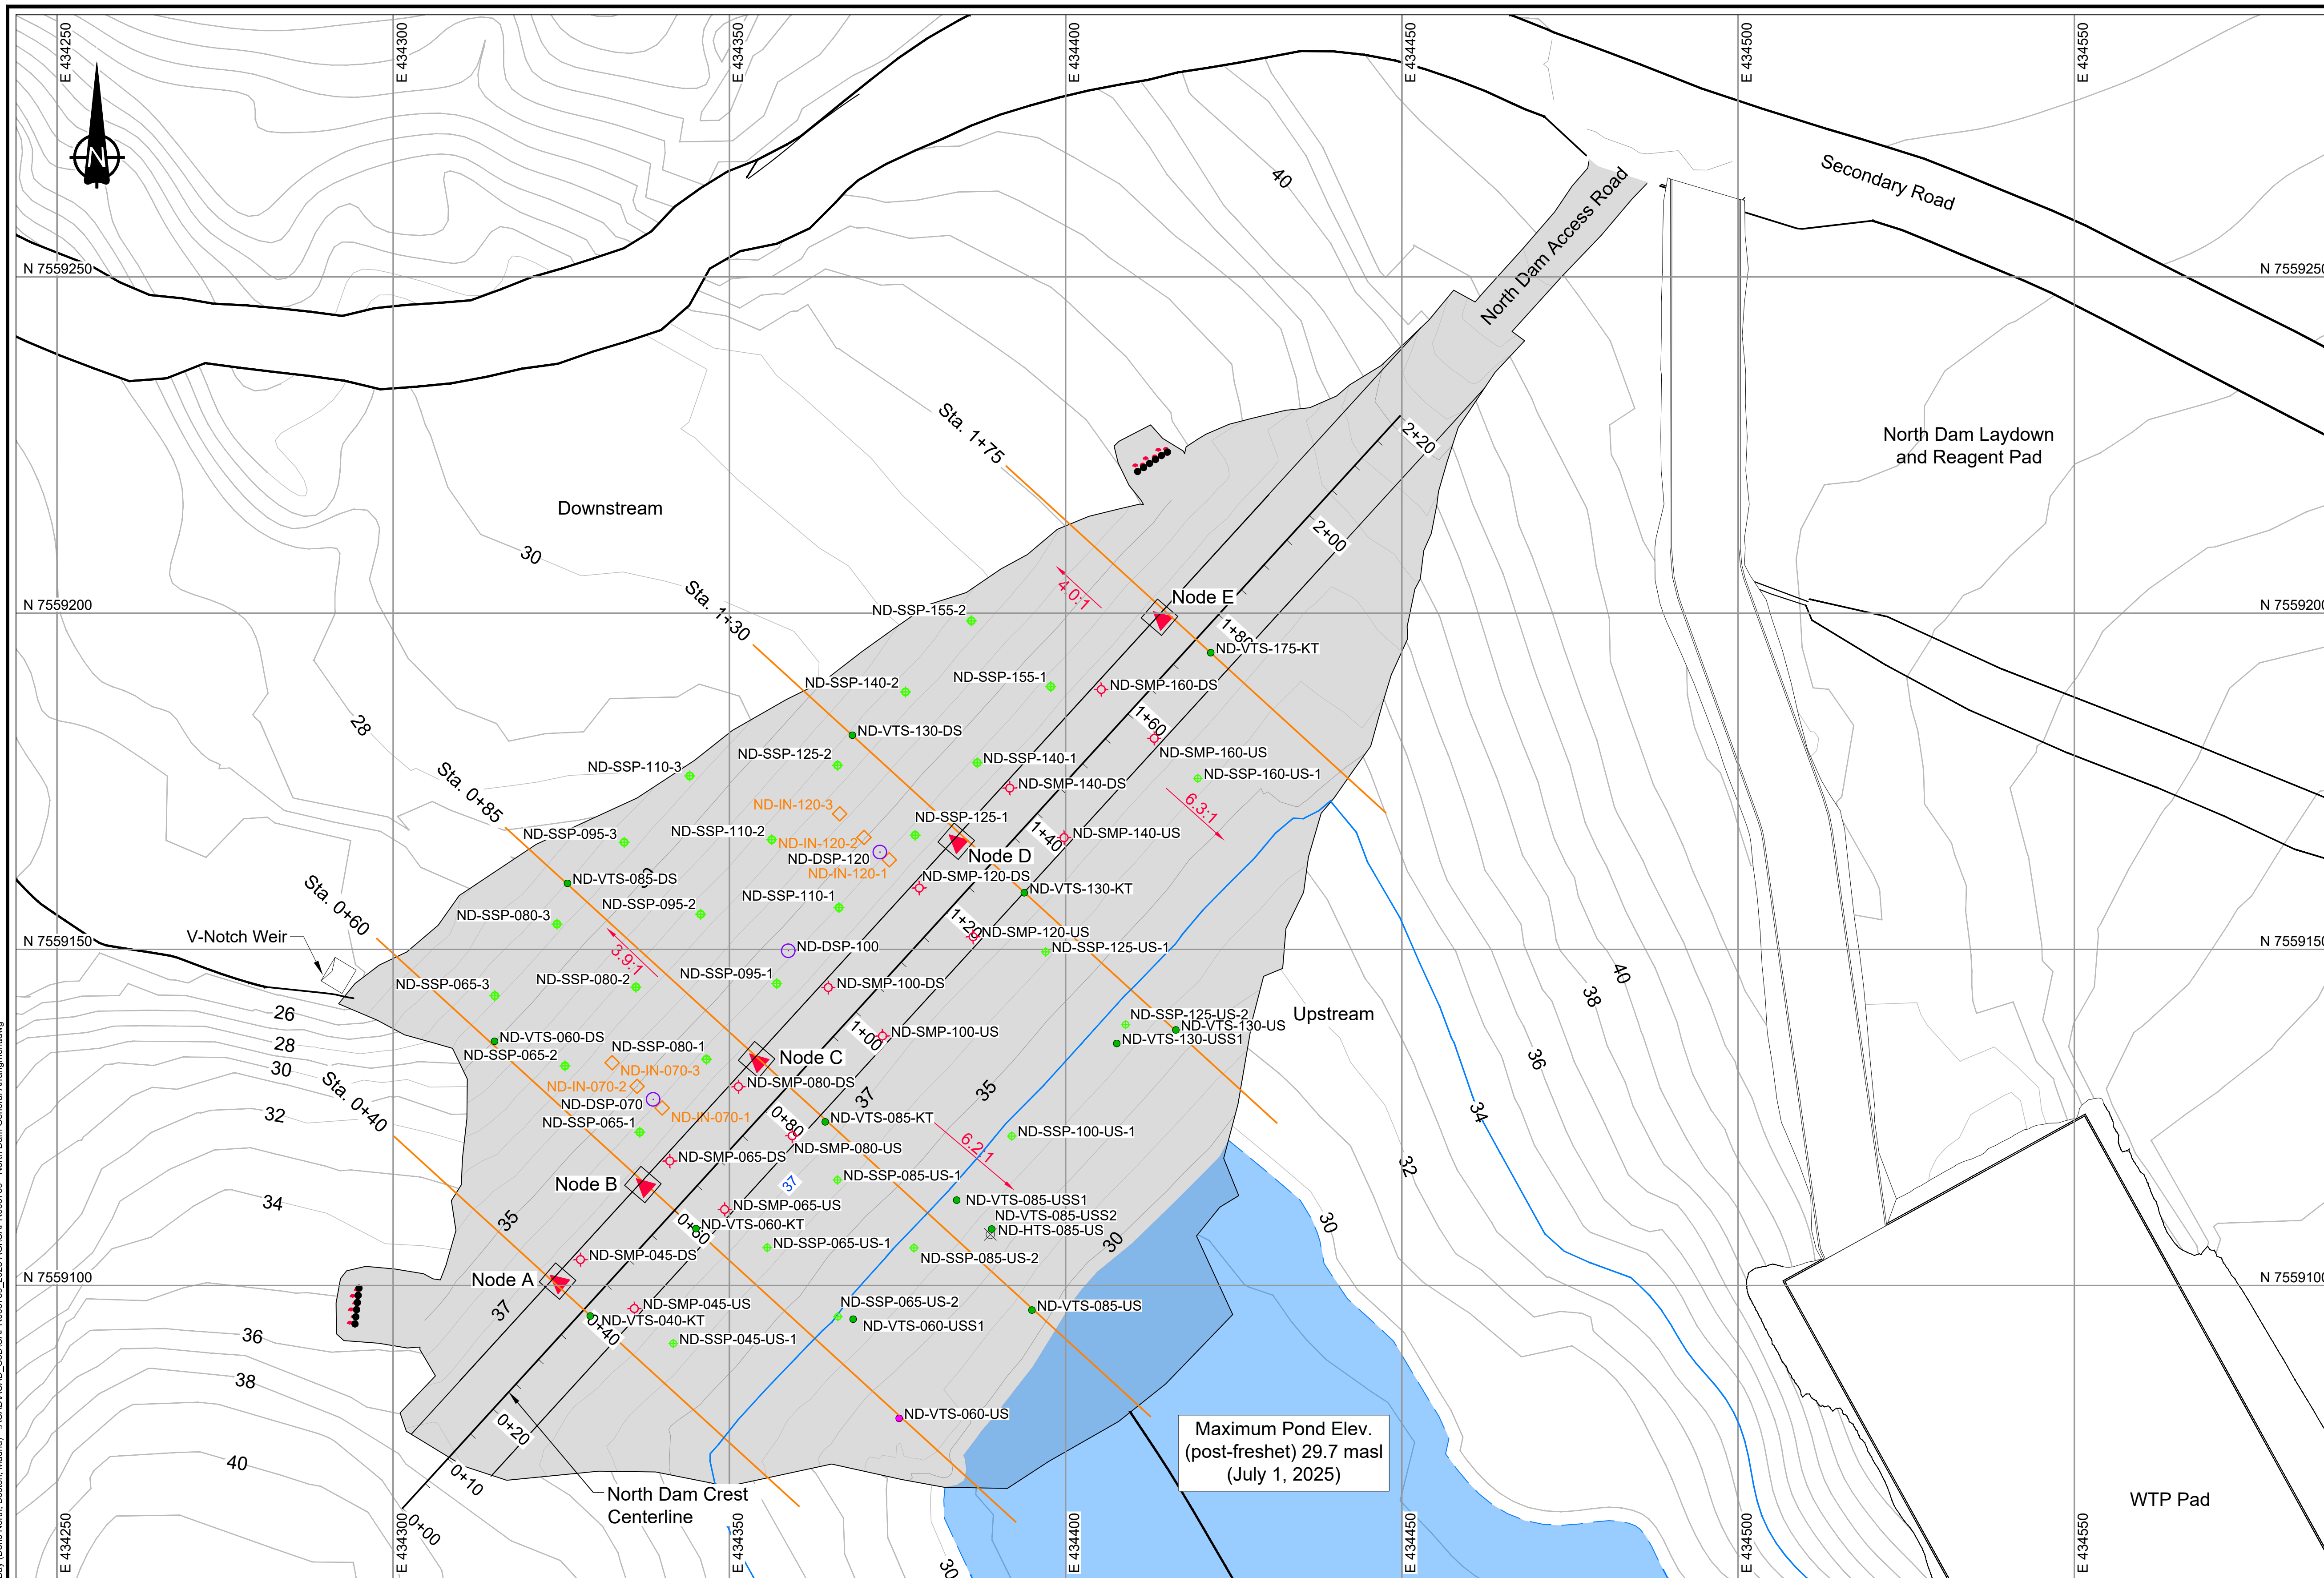 E 434250
E 434300
E 434350
E 434400
E 434450
E 434500
E 434550
N
40
Secondary Road
North Dam Access Road
N 7559250
N 7559250
Sta. 1+75
2+20
North Dam Laydown
and Reagent Pad
Downstream
2+00
30
Sta. 1+30
4.0:1
Node E
N 7559200
N 7559200
ND-SSP-155-2
1+80
ND-VTS-175-KT
ND-SSP-155-1
ND-SSP-140-2
ND-SMP-160-DS
28
1+60
ND-VTS-130-DS
ND-SMP-160-US
ND-SSP-125-2
ND-SSP-140-1
ND-SSP-110-3
ND-SSP-160-US-1
ND-SMP-140-DS
Sta. 0+85
6.3:1
ND-IN-120-3
ND-SSP-125-1
ND-SSP-095-3
ND-SSP-110-2
ND-IN-120-2
1+40
ND-SMP-140-US
ND-DSP-120
Node D
ND-IN-120-1
ND-SMP-120-DS
ND-VTS-085-DS
ND-VTS-130-KT
Sta. 0+60
ND-SSP-110-1
ND-SSP-095-2
ND-SSP-080-3
1+20
ND-SMP-120-US
V-Notch Weir
N 7559150
N 7559150
ND-DSP-100
ND-SSP-125-US-1
3.9:1
ND-SSP-095-1
ND-SSP-080-2
ND-SSP-065-3
ND-SMP-100-DS
40
38
26
Upstream
ND-SSP-125-US-2
ND-VTS-130-US
1+00
ND-SMP-100-US
ND-VTS-060-DS
ND-VTS-130-USS1
28
ND-SSP-080-1
ND-SSP-065-2
Node C
36
30
ND-IN-070-3
Sta. 0+40
ND-IN-070-2
ND-SMP-080-DS
35
37
ND-DSP-070
ND-IN-070-1
34
32
ND-SSP-065-1
0+80
ND-VTS-085-KT
ND-SSP-100-US-1
6.2:1
ND-SMP-080-US
ND-SMP-065-DS
32
Node B
37
ND-SSP-085-US-1
34
ND-SMP-065-US
ND-VTS-085-USS1
ND-VTS-085-USS2
35
0+60
ND-VTS-060-KT
ND-HTS-085-US
30
30
ND-SSP-065-US-1
ND-SSP-085-US-2
ND-SMP-045-DS
Node A
N 7559100
N 7559100
37
ND-SMP-045-US
ND-SSP-065-US-2
ND-VTS-085-US
ND-VTS-040-KT
0+40
ND-VTS-060-USS1
36
ND-SSP-045-US-1
38
ND-VTS-060-US
0+20
Maximum Pond Elev.
(post-freshet) 29.7 masl
(July 1, 2025)
40
0+10
North Dam Crest
Centerline
WTP Pad
0+00
30
E 434250
E 434300
E 434350
E 434400
E 434450
E 434500
E 434550